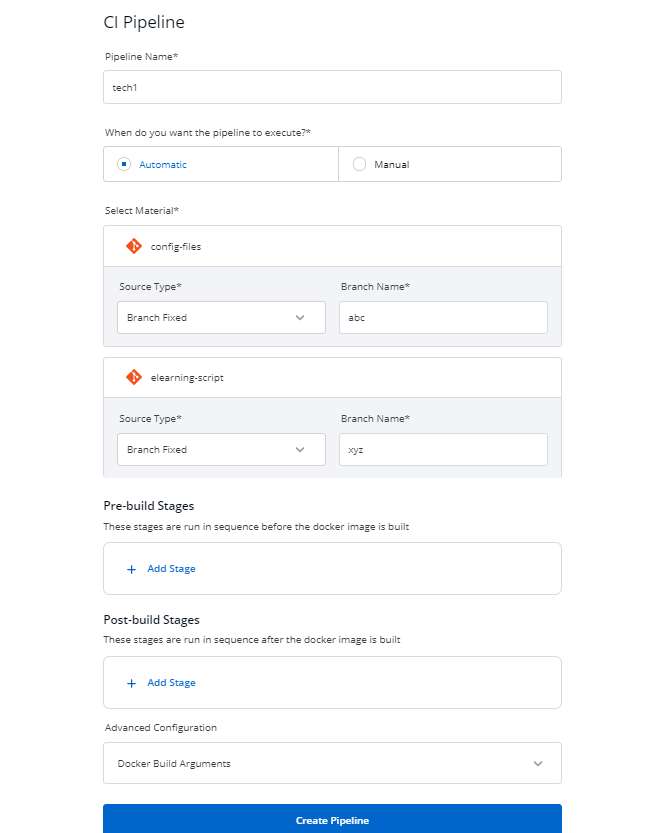 CI Pipeline
Pipeline Name*
tech1
When do you want the pipeline to execute?*
Automatic
Manual
Select Material*
config-files
Source Type*
Branch Name*
Branch Fixed
abc
elearning-script
Source Type*
Branch Name*
Branch Fixed
xyz
Pre-build Stages
These stages are run in sequence before the docker image is built
+ Add Stage
Post-build Stages
These stages are run in sequence after the docker image is built
+ Add Stage
Advanced Configuration
Docker Build Arguments
Create Pipeline